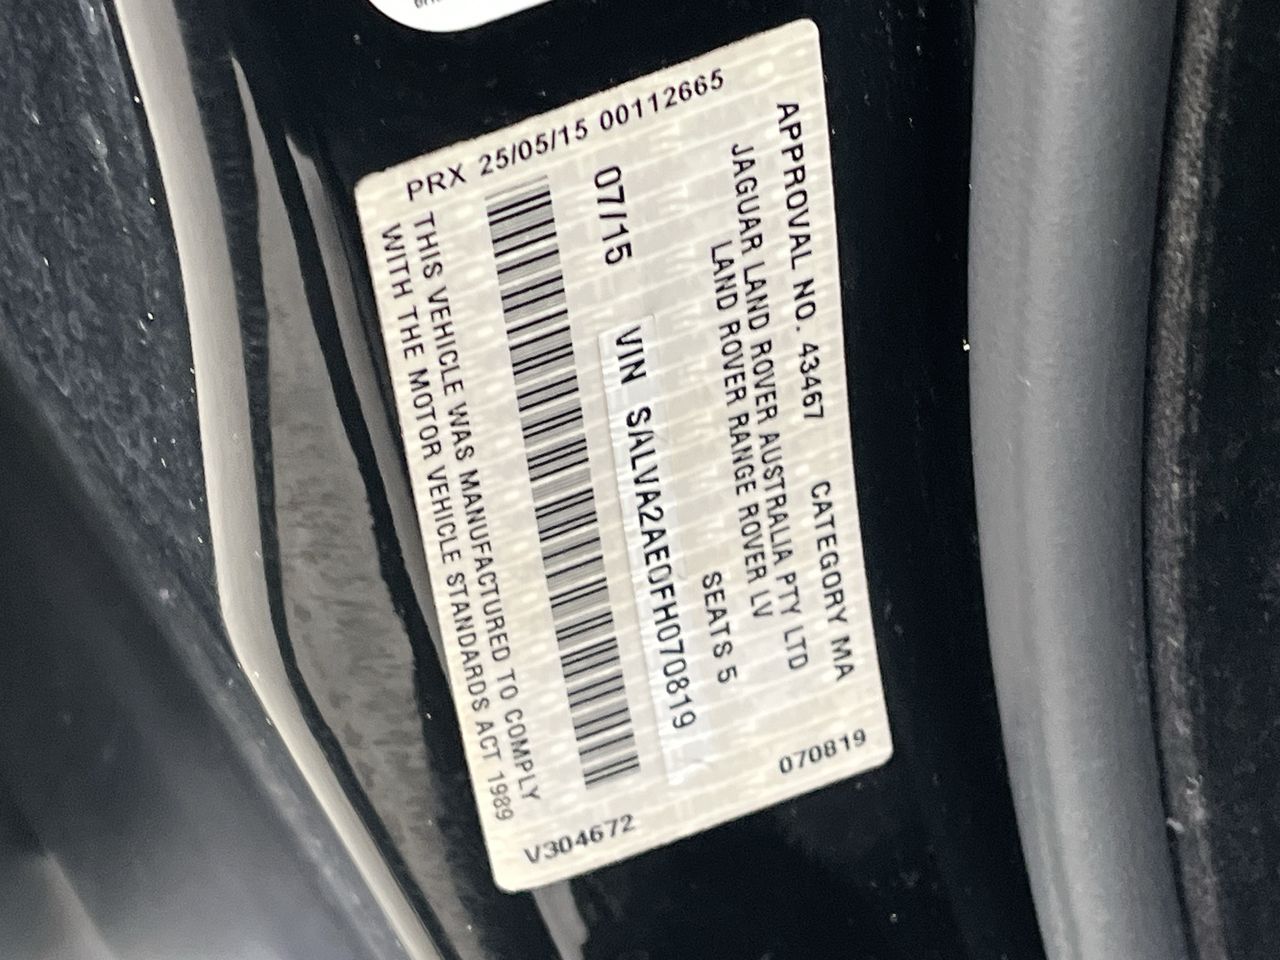 APPROVAL NO. 43467 CATEGORY MA
JAGUAR LAND ROVER AUSTRALIA PTY LTD
LAND ROVER RANGE ROVER LV
SEATS 5
07/15 VIN SALVA2AE0FH070819
THIS VEHICLE WAS MANUFACTURED TO COMPLY
WITH THE MOTOR VEHICLE STANDARDS ACT 1989
PRX 25/05/15 00112665
V304672
070819